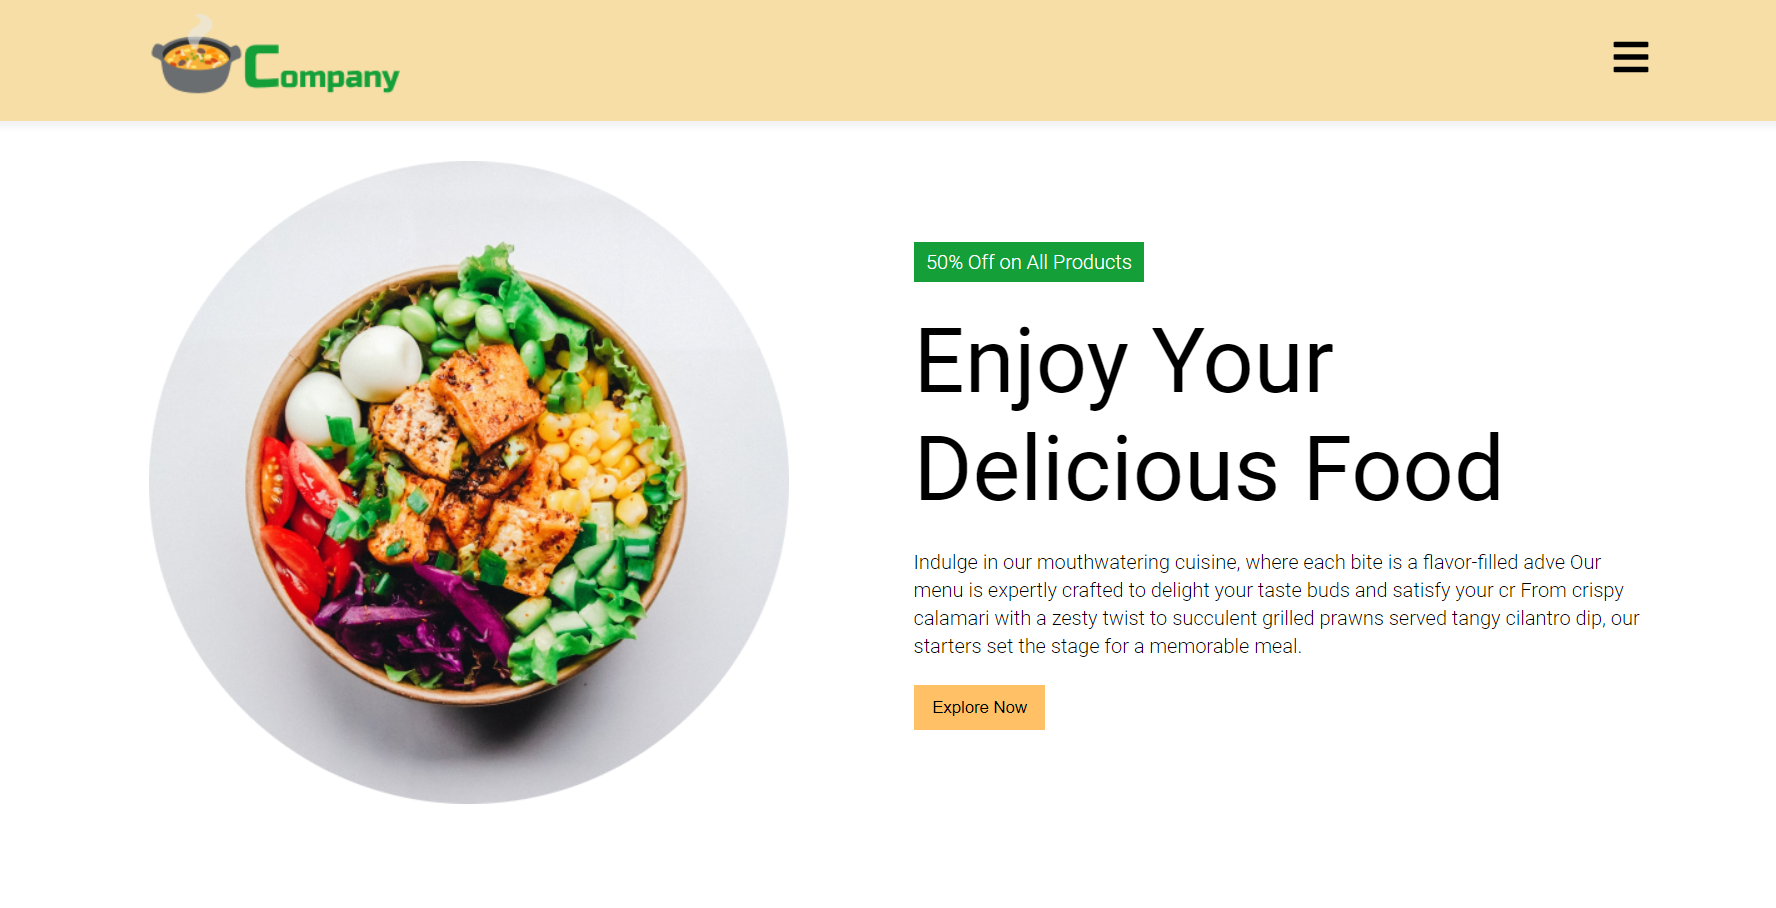 Company
50% Off on All Products
Enjoy Your
Delicious Food
Indulge in our mouthwatering cuisine, where each bite is a flavor-filled adve Our
menu is expertly crafted to delight your taste buds and satisfy your cr From crispy
calamari with a zesty twist to succulent grilled prawns served tangy cilantro dip, our
starters set the stage for a memorable meal.
Explore Now